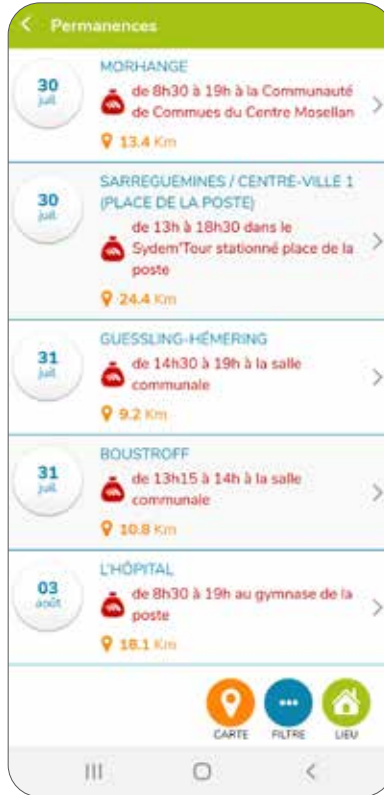 Permanences
30
juil.
MORHANGE
de 8h30 à 19h à la Communauté
de Commues du Centre Mosellan
13.4 Km
30
juil.
SARREGUEMINES / CENTRE-VILLE 1
(PLACE DE LA POSTE)
de 13h à 18h30 dans le
Sydem'Tour stationné place de la
poste
24.4 Km
31
juil.
GUESSLING-HÉMERING
de 14h30 à 19h à la salle
communale
9.2 Km
31
juil.
BOUSTROFF
de 13h15 à 14h à la salle
communale
10.8 Km
03
août
L'HÔPITAL
de 8h30 à 19h au gymnase de la
poste
18.1 Km
CARTE
FILTRE
LIEU